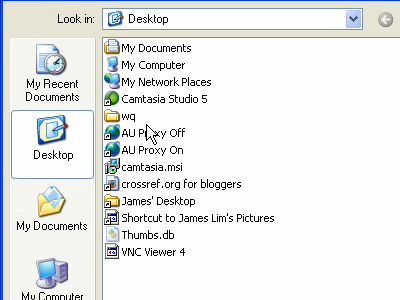 Look in: Desktop
My Recent
Documents
Desktop
My Documents
My Computer
My Documents
My Computer
My Network Places
Camtasia Studio 5
wq
AU Proxy Off
AU Proxy On
camtasia.msi
crossref.org for bloggers
James' Desktop
Shortcut to James Lim's Pictures
Thumbs.db
VNC Viewer 4